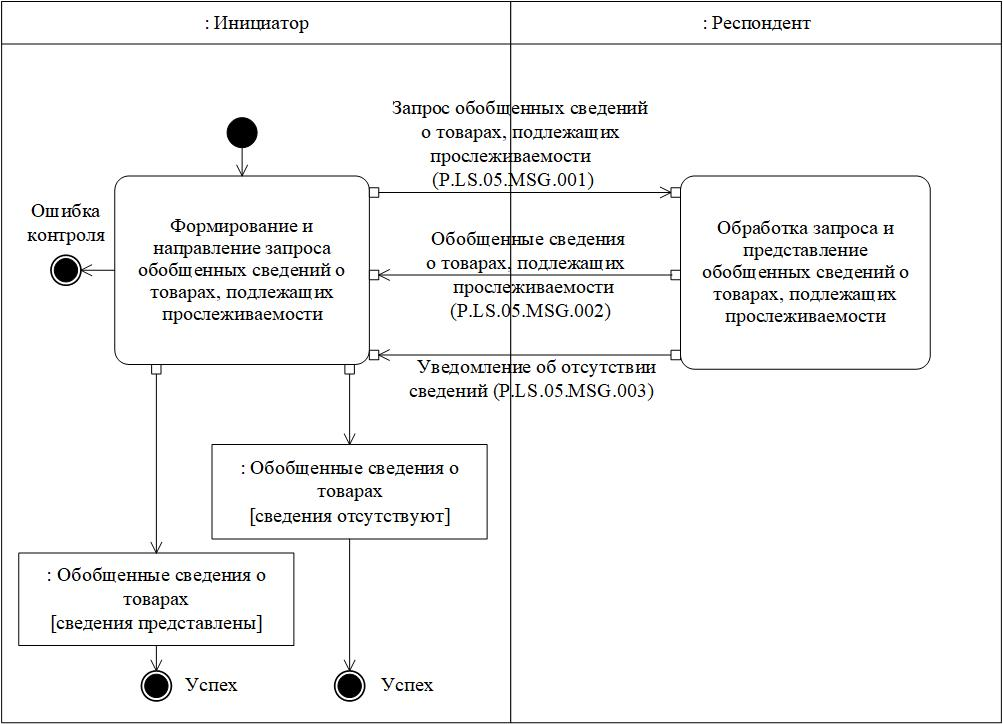 : Инициатор
: Респондент
Запрос обобщенных сведений
о товарах, подлежащих
прослеживаемости
(P.LS.05.MSG.001)
Ошибка
контроля
Формирование и
направление запроса
обобщенных сведений о
товарах, подлежащих
прослеживаемости
Обобщенные сведения
о товарах, подлежащих
прослеживаемости
(P.LS.05.MSG.002)
Обработка запроса и
представление
обобщенных сведений о
товарах, подлежащих
прослеживаемости
Уведомление об отсутствии
сведений (P.LS.05.MSG.003)
: Обобщенные сведения о
товарах
[сведения отсутствуют]
: Обобщенные сведения о
товарах
[сведения представлены]
Успех
Успех